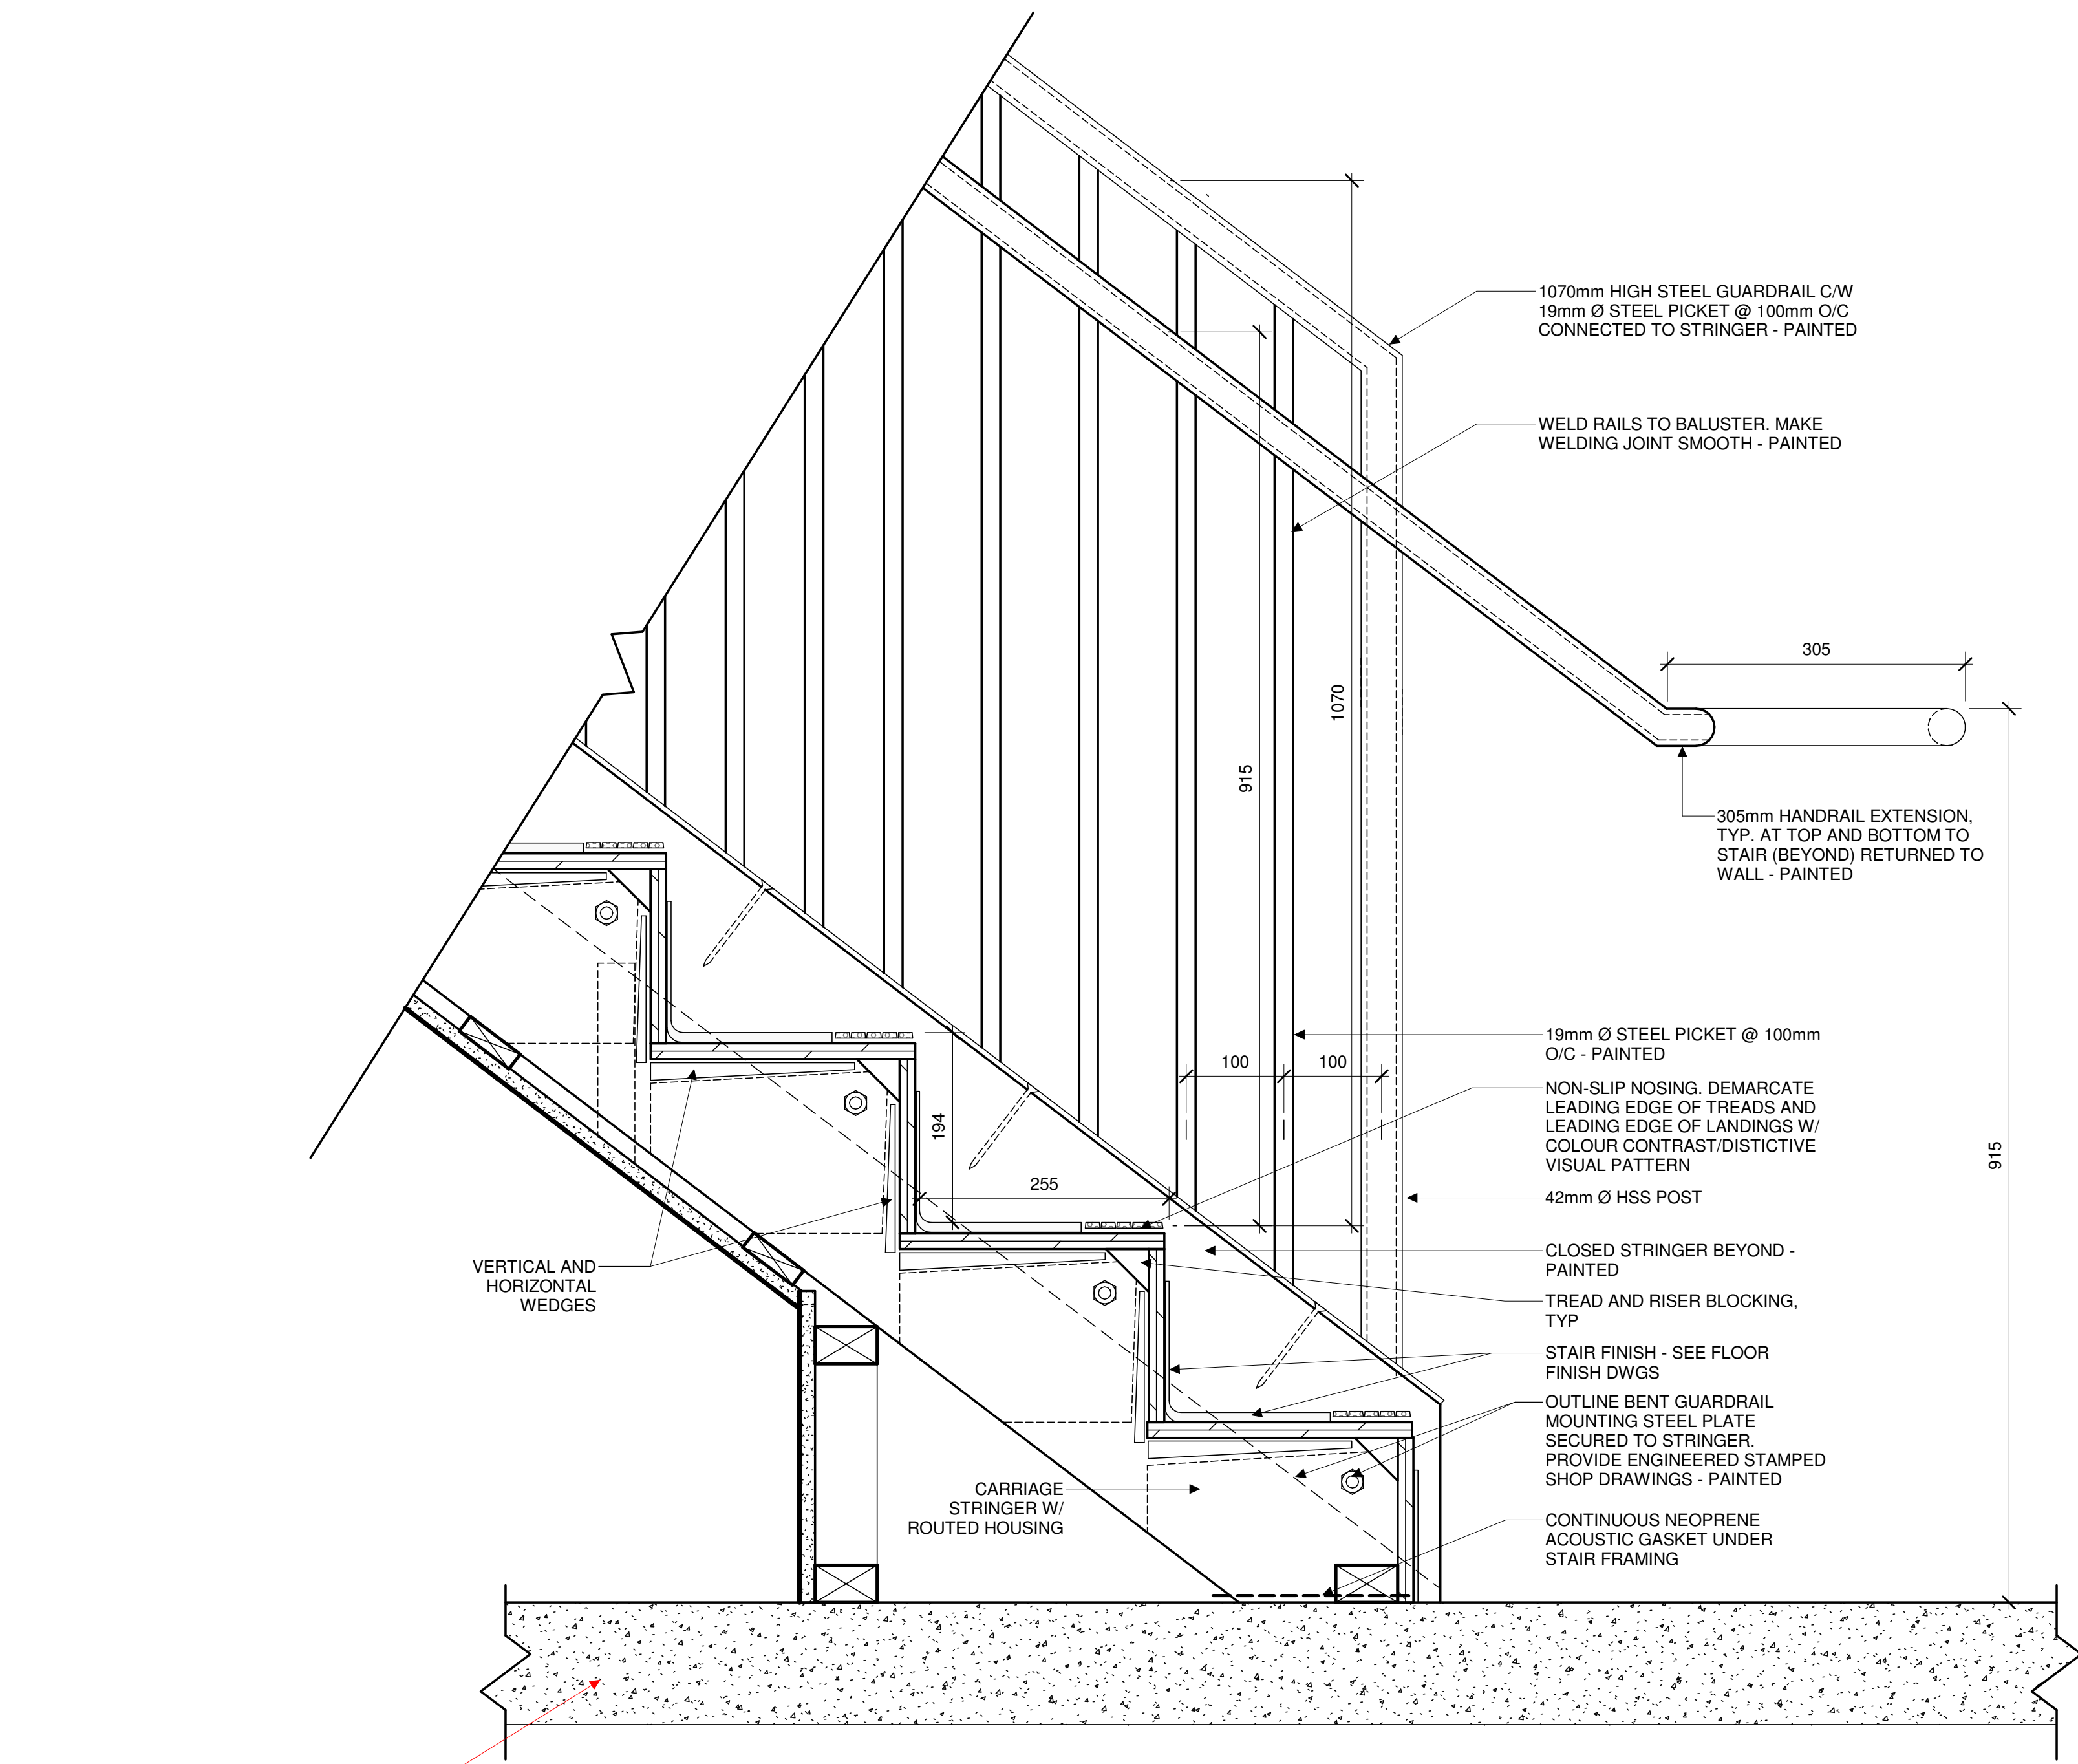 1070mm HIGH STEEL GUARDRAIL C/W
19mm Ø STEEL PICKET @ 100mm O/C
CONNECTED TO STRINGER - PAINTED
WELD RAILS TO BALUSTER. MAKE
WELDING JOINT SMOOTH - PAINTED
305
1070
915
305mm HANDRAIL EXTENSION,
TYP. AT TOP AND BOTTOM TO
STAIR (BEYOND) RETURNED TO
WALL - PAINTED
19mm Ø STEEL PICKET @ 100mm
O/C - PAINTED
100
100
NON-SLIP NOSING. DEMARCATE
LEADING EDGE OF TREADS AND
LEADING EDGE OF LANDINGS W/
COLOUR CONTRAST/DISTICTIVE
VISUAL PATTERN
194
915
255
42mm Ø HSS POST
CLOSED STRINGER BEYOND -
PAINTED
VERTICAL AND
HORIZONTAL
WEDGES
TREAD AND RISER BLOCKING,
TYP
STAIR FINISH - SEE FLOOR
FINISH DWGS
OUTLINE BENT GUARDRAIL
MOUNTING STEEL PLATE
SECURED TO STRINGER.
PROVIDE ENGINEERED STAMPED
SHOP DRAWINGS - PAINTED
CARRIAGE
STRINGER W/
ROUTED HOUSING
CONTINUOUS NEOPRENE
ACOUSTIC GASKET UNDER
STAIR FRAMING